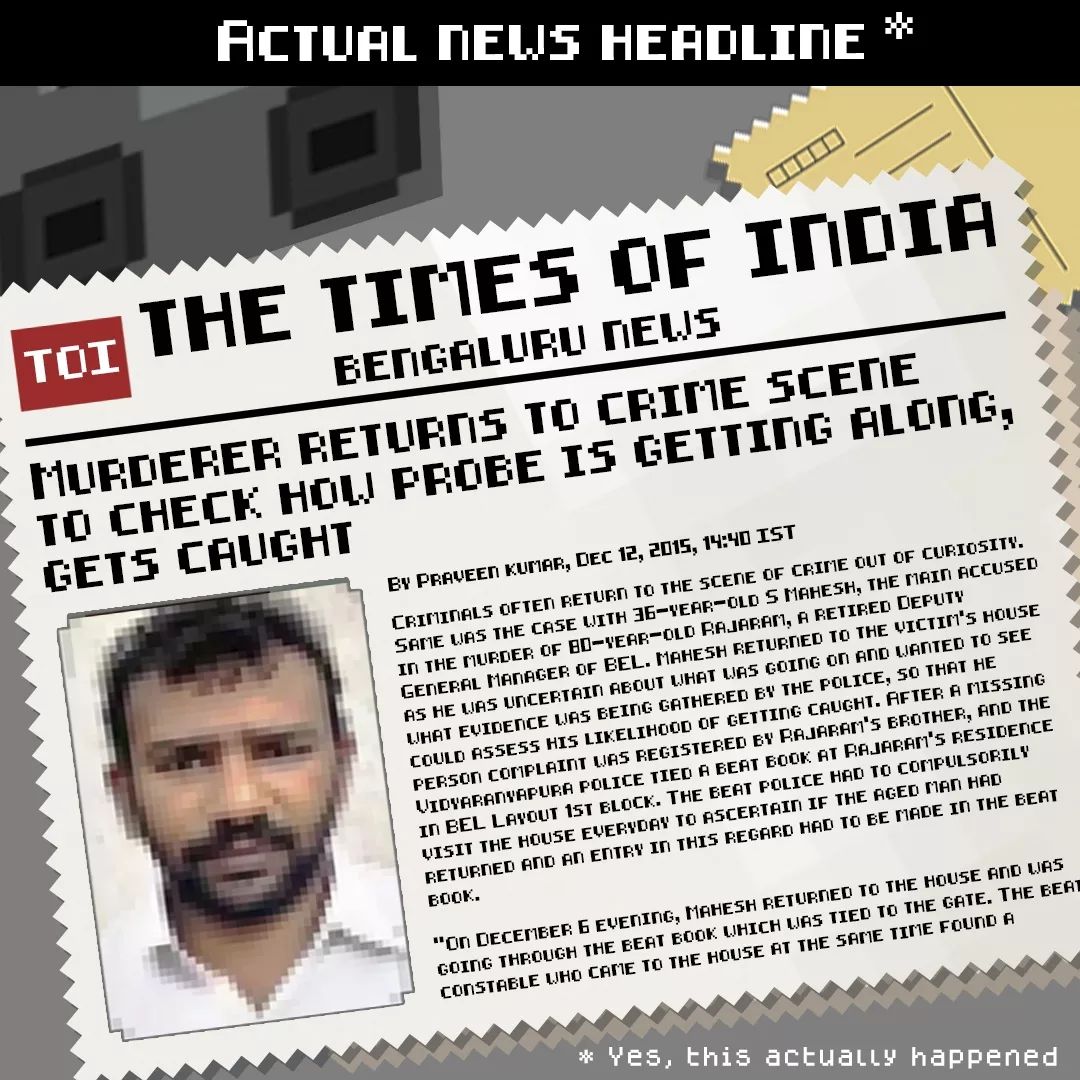 Actual news headline *
TOI
THE TIMES OF INDIA
BENGALURU NEWS
Murderer returns to crime scene
to check how probe is getting along,
gets caught
By Praveen kumar, Dec 12, 2015, 14:40 IST
Criminals often return to the scene of crime out of curiosity.
Same was the case with 36-year-old S Mahesh, the main accused
in the murder of 80-year-old Rajaram, a retired Deputy
General Manager of BEL. Mahesh returned to the victim's house
as he was uncertain about what was going on and wanted to see
what evidence was being gathered by the police, so that he
could assess his likelihood of getting caught. After a missing
person complaint was registered by Rajaram's brother, and the
Vidyaranyapura police tied a beat book at Rajaram's residence
in BEL Layout 1st block. The beat police had to compulsorily
visit the house everyday to ascertain if the aged man had
returned and an entry in this regard had to be made in the beat
book.
"On December 6 evening, Mahesh returned to the house and was
going through the beat book which was tied to the gate. The beat
constable who came to the house at the same time found a
* Yes, this actually happened